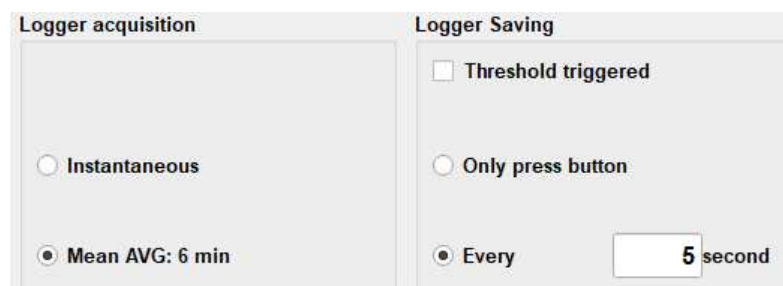 Logger acquisition
Logger Saving
Threshold triggered
Instantaneous
Only press button
Mean AVG: 6 min
Every 5 second